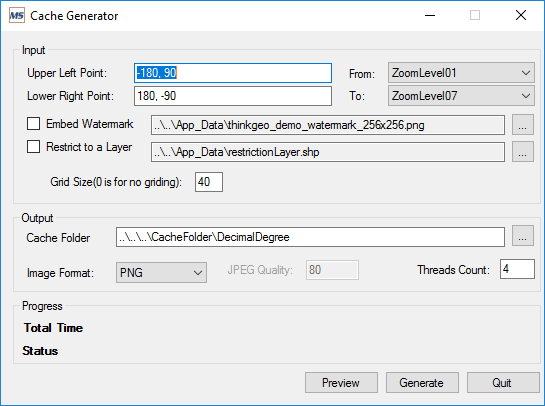 MS Cache Generator
Input
Upper Left Point: -180, 90 From: ZoomLevel01
Lower Right Point: 180, -90 To: ZoomLevel07
Embed Watermark ..\..\App_Data\thinkgeo_demo_watermark_256x256.png ...
Restrict to a Layer ..\..\App_Data\restrictionLayer.shp ...
Grid Size(0 is for no griding): 40
Output
Cache Folder ..\..\..\CacheFolder\DecimalDegree ...
Image Format: PNG JPEG Quality: 80 Threads Count: 4
Progress
Total Time
Status
Preview Generate Quit